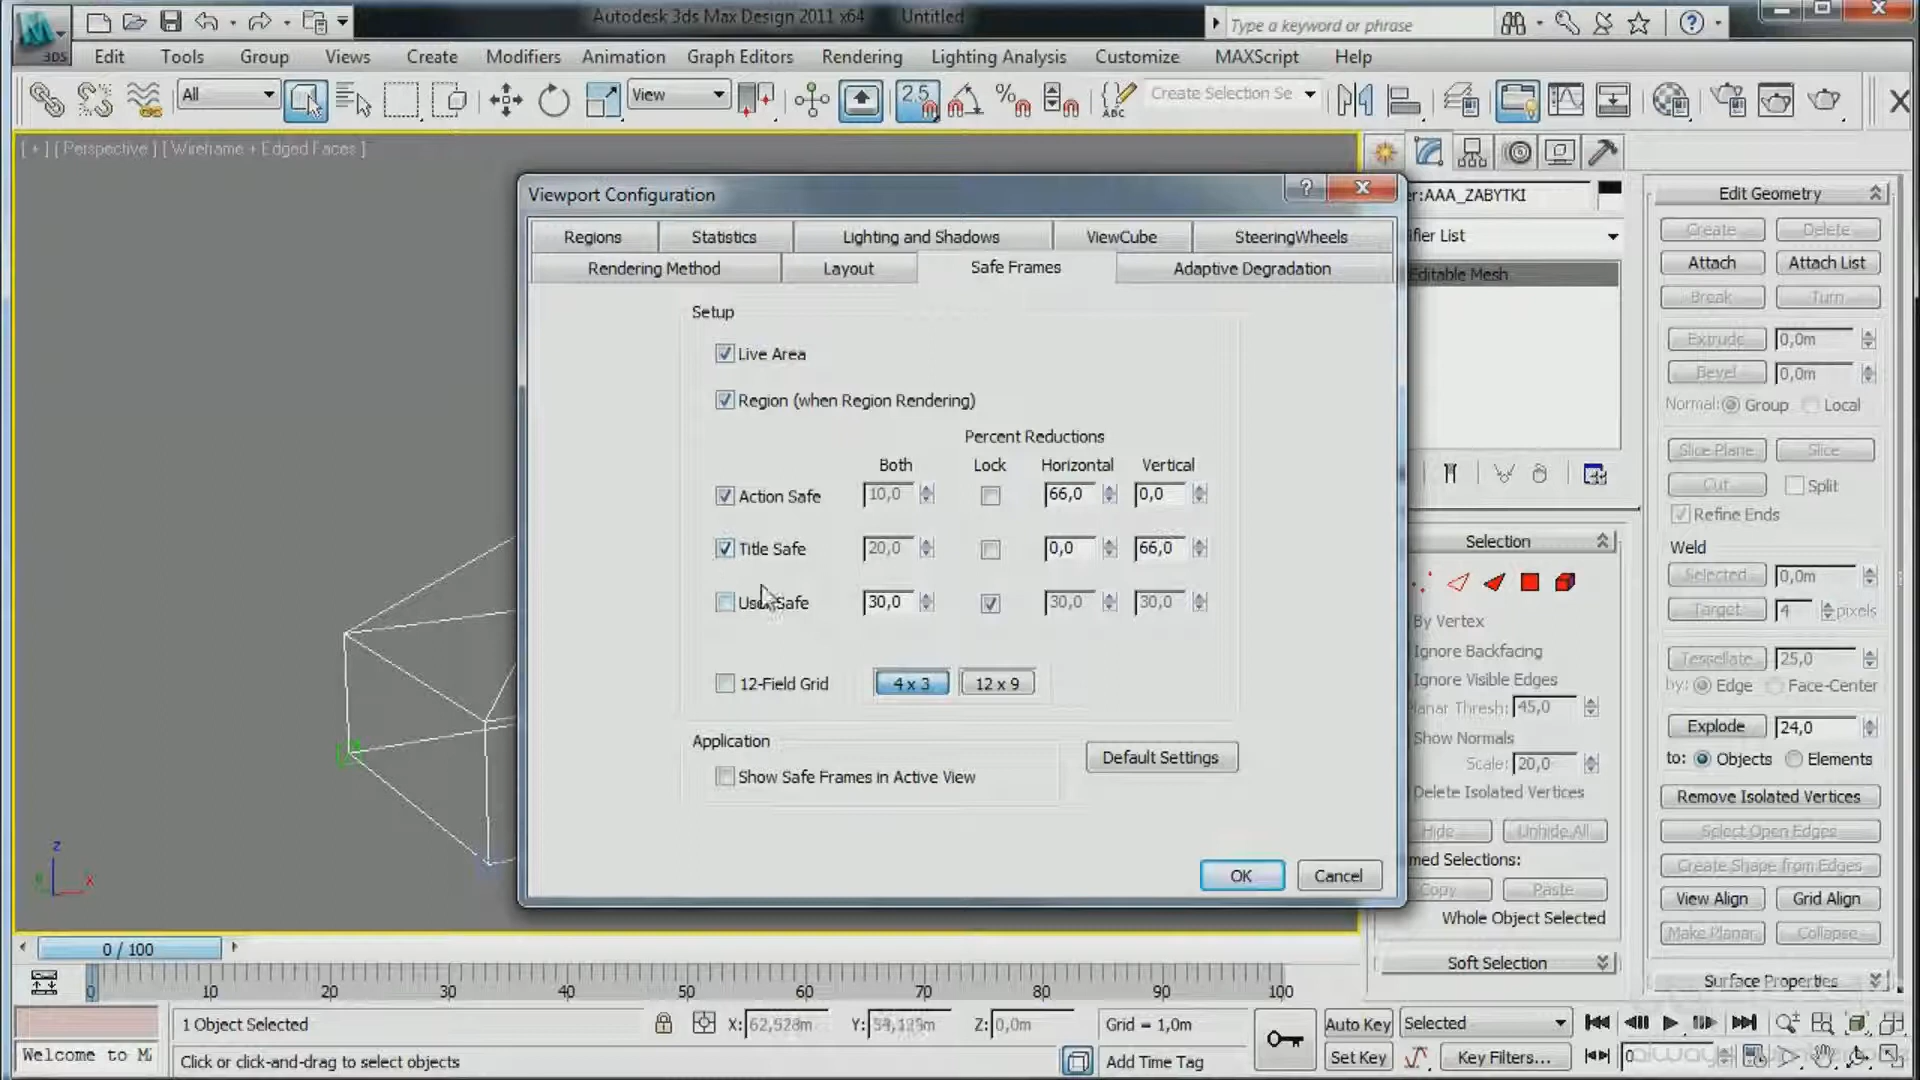 Autodesk 3ds Max Design 2011 x64 Untitled
Type a keyword or phrase
3DS
Edit Tools Group Views Create Modifiers Animation Graph Editors Rendering Lighting Analysis Customize MAXScript Help
All View 2.5 ABC Create Selection Se
[ + ] [ Perspective ] [ Wireframe + Edged Faces ]
Viewport Configuration
Regions Statistics Lighting and Shadows ViewCube SteeringWheels
Rendering Method Layout Safe Frames Adaptive Degradation
Setup
Live Area
Region (when Region Rendering)
Percent Reductions
Both Lock Horizontal Vertical
Action Safe 10,0 66,0 0,0
Title Safe 20,0 0,0 66,0
User Safe 30,0 30,0 30,0
12-Field Grid 4 x 3 12 x 9
Application
Show Safe Frames in Active View
Default Settings
OK Cancel
er:AAA_ZABYTKI
ifier List
Editable Mesh
Selection
By Vertex
Ignore Backfacing
Ignore Visible Edges
lanar Thresh: 45,0
Show Normals
Scale: 20,0
Delete Isolated Vertices
Hide Unhide All
med Selections:
Copy Paste
Whole Object Selected
Soft Selection
Edit Geometry
Create Delete
Attach Attach List
Break Turn
Extrude 0,0m
Bevel 0,0m
Normal: Group Local
Slice Plane Slice
Cut Split
Refine Ends
Weld
Selected 0,0m
Target 4 pixels
Tessellate 25,0
by: Edge Face-Center
Explode 24,0
to: Objects Elements
Remove Isolated Vertices
Select Open Edges
Create Shape from Edges
View Align Grid Align
Make Planar Collapse
Surface Properties
z
x
0 / 100
0 10 20 30 40 50 60 70 80 90 100
1 Object Selected X: 62,528m Z: 0,0m Grid = 1,0m Auto Key Selected
Welcome to M Click or click-and-drag to select objects Add Time Tag Set Key Key Filters... 0